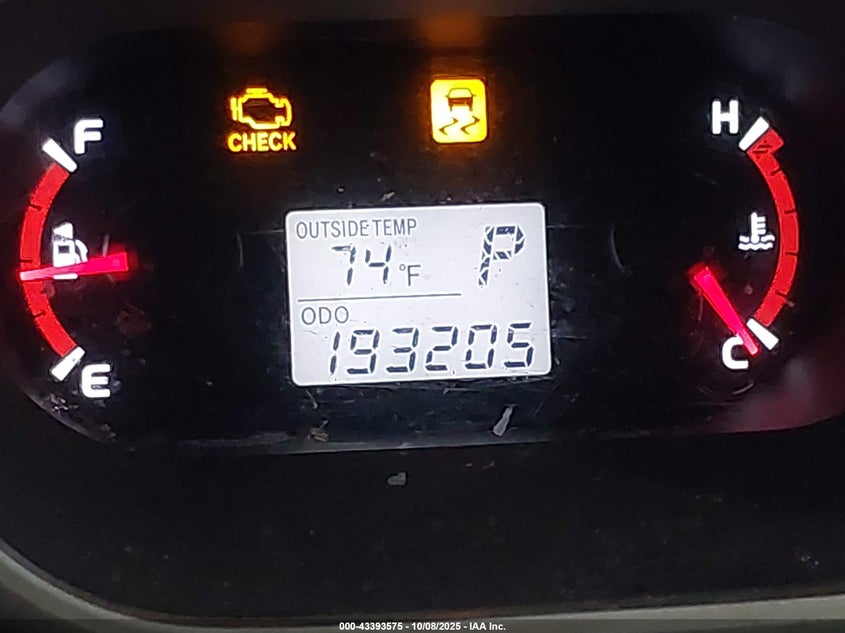 F
H
CHECK
OUTSIDE TEMP
P
74 °F
ODO
193205
E
C
000-43393575 - 10/08/2025 - IAA Inc.